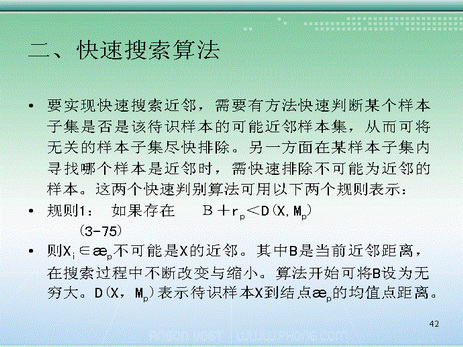 二、快速搜索算法
• 要实现快速搜索近邻，需要有方法快速判断某个样本
子集是否是该待识样本的可能近邻样本集，从而可将
无关的样本子集尽快排除。另一方面在某样本子集内
寻找哪个样本是近邻时，需快速排除不可能为近邻的
样本。这两个快速判别算法可用以下两个规则表示：
• 规则1： 如果存在 B＋rp＜D(X,Mp)
(3-75)
• 则Xi∈æp不可能是X的近邻。其中B是当前近邻距离，
在搜索过程中不断改变与缩小。算法开始可将B设为无
穷大。D(X，Mp)表示待识样本X到结点æp的均值点距离。
42